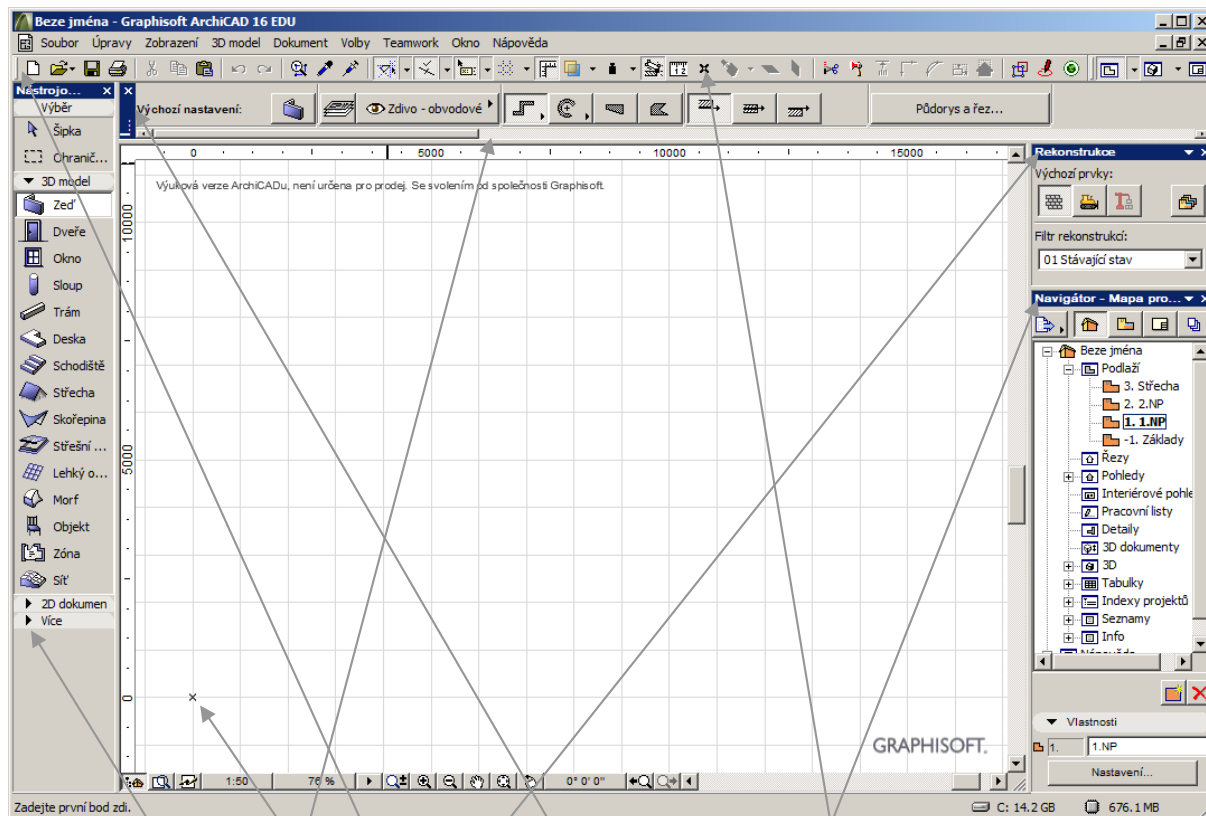 Beze jména - Graphisoft ArchiCAD 16 EDU
Soubor Úpravy Zobrazení 3D model Dokument Volby Teamwork Okno Nápověda
Nástrojo...
Výběr
Šipka
Ohranič...
3D model
Zeď
Dveře
Okno
Sloup
Trám
Deska
Schodiště
Střecha
Skořepina
Střešní ...
Lehký o...
Morf
Objekt
Zóna
Síť
2D dokumen
Více
Výchozí nastavení:
Zdivo - obvodové
Půdorys a řez...
0 5000 10000 15000
10000
5000
0
Výuková verze ArchiCADu, není určena pro prodej. Se svolením od společnosti Graphisoft.
GRAPHISOFT.
Rekonstrukce
Výchozí prvky:
Filtr rekonstrukcí:
01 Stávající stav
Navigátor - Mapa pro...
Beze jména
Podlaží
3. Střecha
2. 2.NP
1. 1.NP
-1. Základy
Řezy
Pohledy
Interiérové pohle
Pracovní listy
Detaily
3D dokumenty
3D
Tabulky
Indexy projektů
Seznamy
Info
Nápověda
Vlastnosti
1. 1.NP
Nastavení...
1:50 76 % 0° 0' 0"
Zadejte první bod zdi.
C: 14.2 GB 676.1 MB